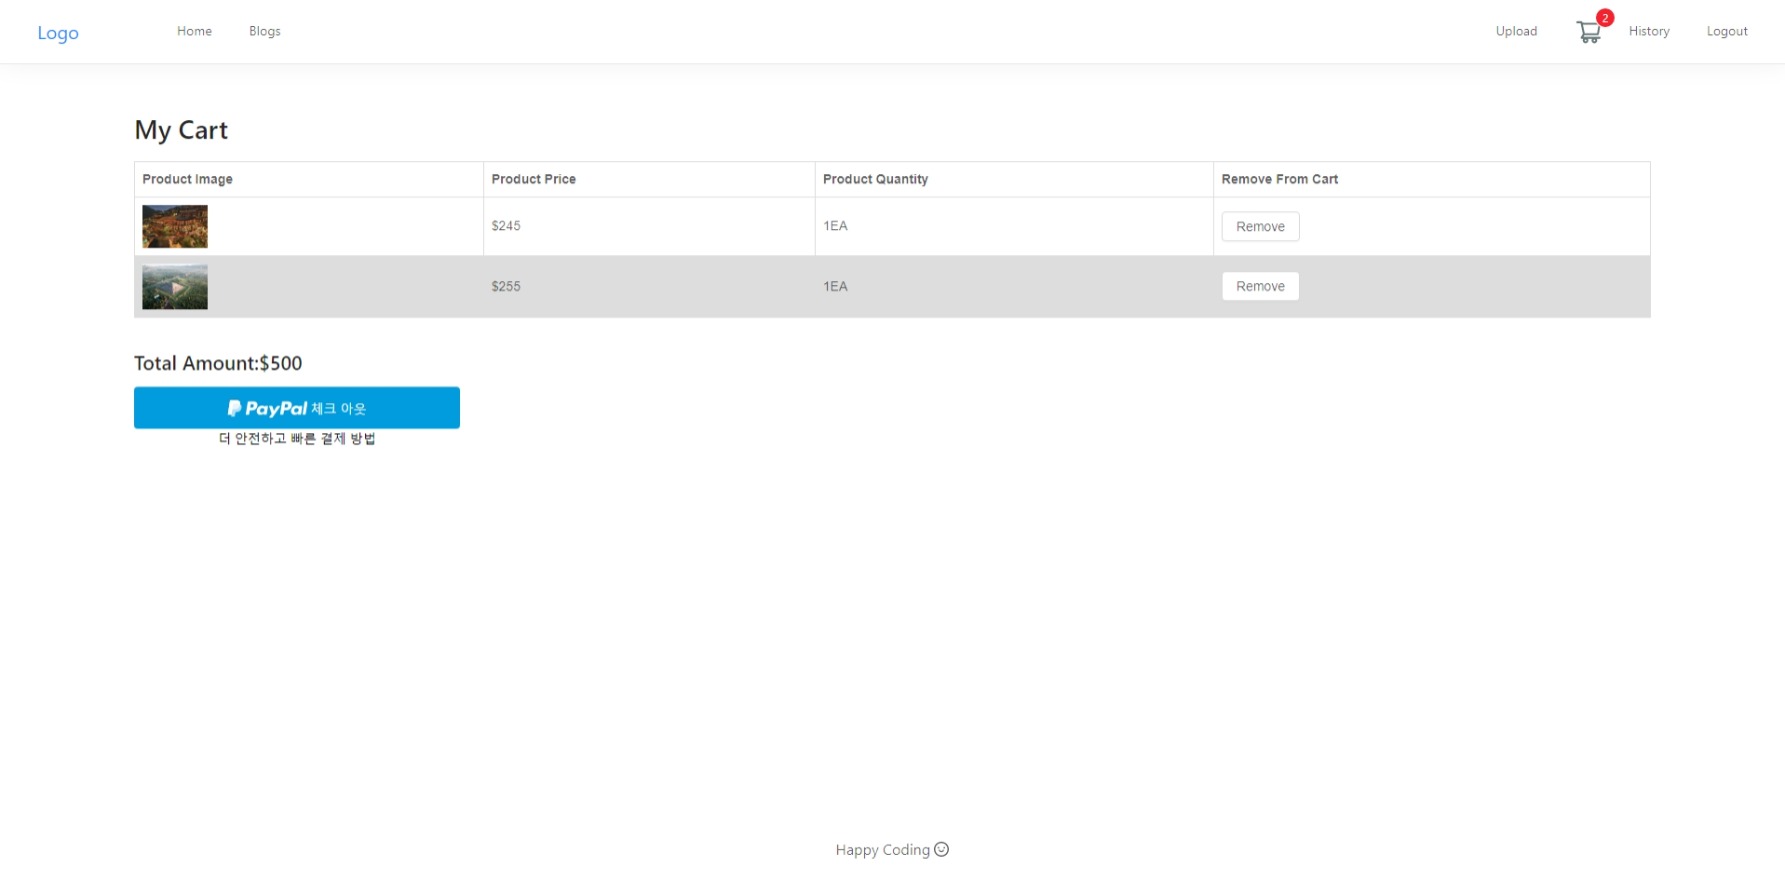 Logo Home Blogs Upload 2 History Logout
My Cart
Product Image Product Price Product Quantity Remove From Cart
$245 1EA Remove
$255 1EA Remove
Total Amount:$500
PayPal 체크 아웃
더 안전하고 빠른 결제 방법
Happy Coding